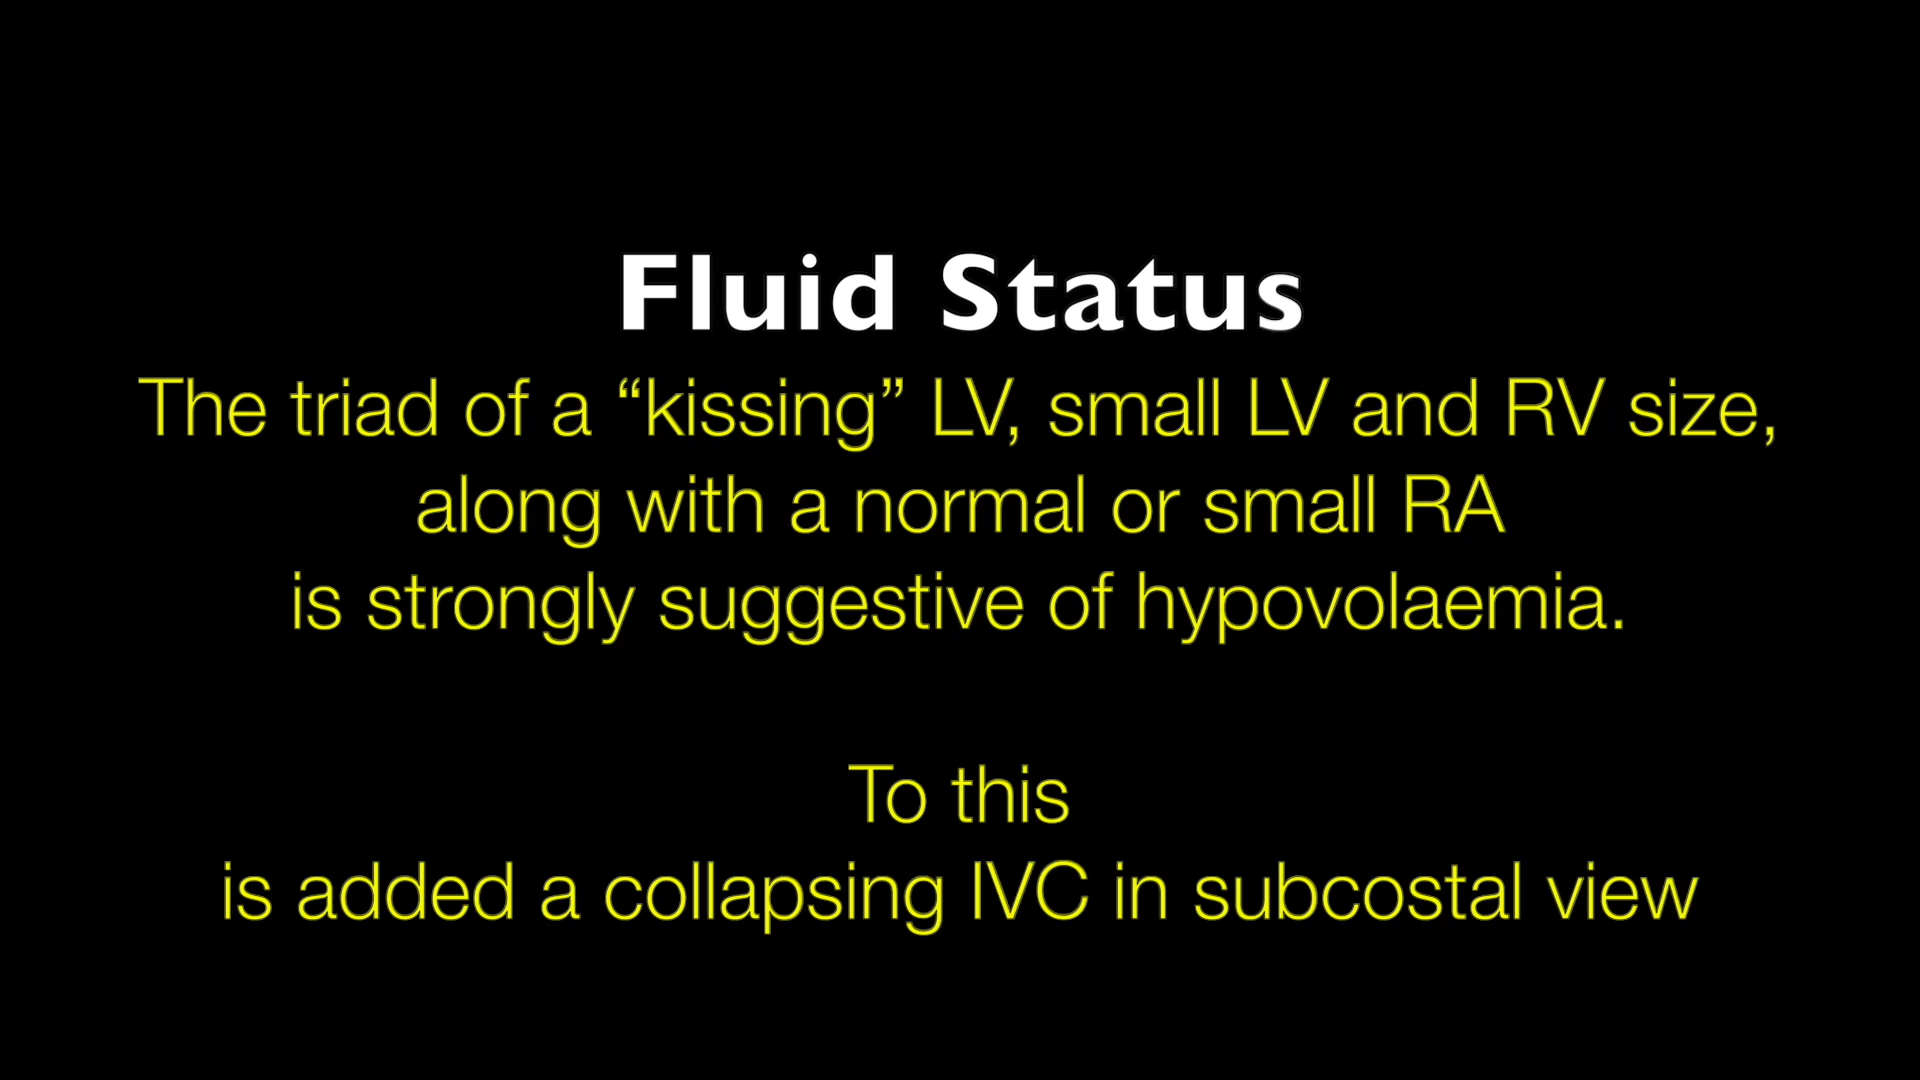 Fluid Status
The triad of a “kissing” LV, small LV and RV size,
along with a normal or small RA
is strongly suggestive of hypovolaemia.
To this
is added a collapsing IVC in subcostal view